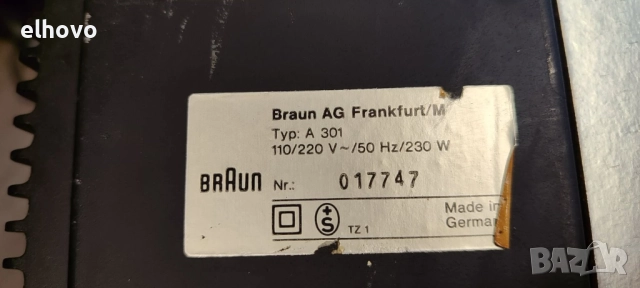 elhovo
Braun AG Frankfurt/M
Typ: A 301
110/220 V~/50 Hz/230 W
BRAUN Nr.: 017747
+S TZ 1
Made in
German
BAZAR